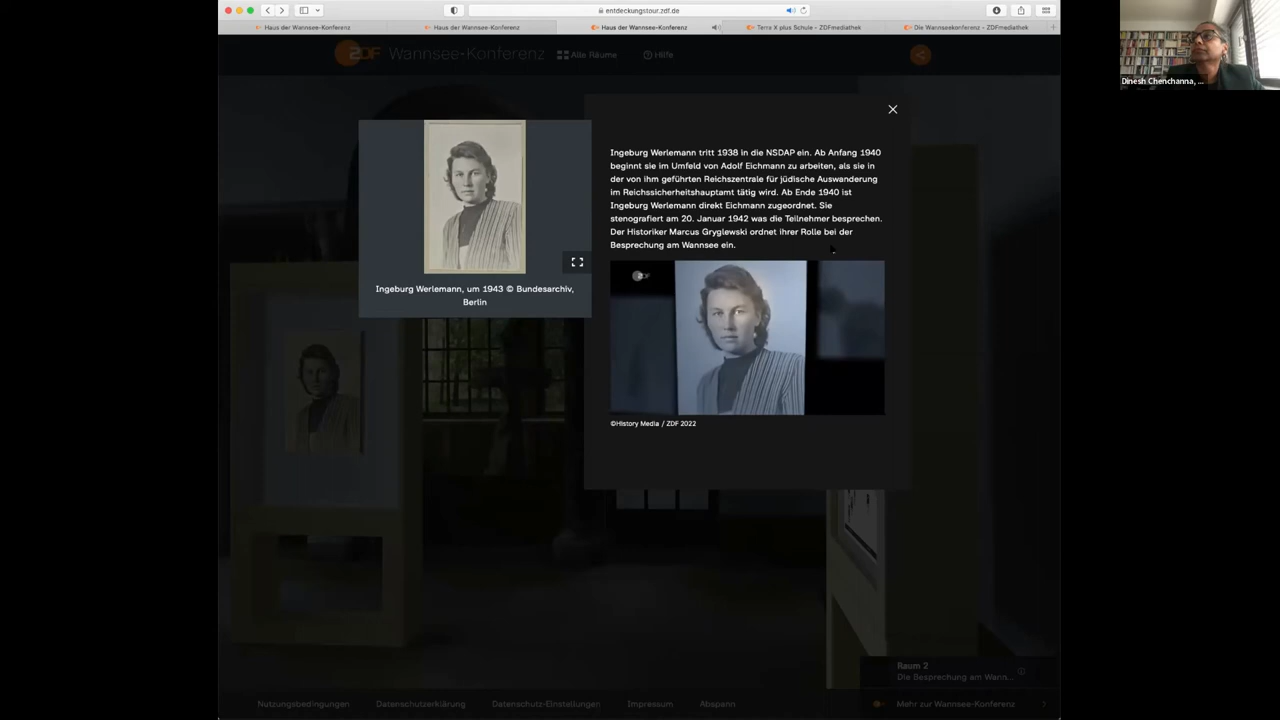 entdeckungstour.zdf.de
Haus der Wannsee-Konferenz
Haus der Wannsee-Konferenz
Haus der Wannsee-Konferenz
Terra X plus Schule - ZDFmediathek
Die Wannseekonferenz - ZDFmediathek
ZDF Wannsee-Konferenz
Alle Räume
Hilfe
Dinesh Chenchanna, ...
Ingeburg Werlemann tritt 1938 in die NSDAP ein. Ab Anfang 1940
beginnt sie im Umfeld von Adolf Eichmann zu arbeiten, als sie in
der von ihm geführten Reichszentrale für jüdische Auswanderung
im Reichssicherheitshauptamt tätig wird. Ab Ende 1940 ist
Ingeburg Werlemann direkt Eichmann zugeordnet. Sie
stenografiert am 20. Januar 1942 was die Teilnehmer besprechen.
Der Historiker Marcus Gryglewski ordnet ihrer Rolle bei der
Besprechung am Wannsee ein.
Ingeburg Werlemann, um 1943 © Bundesarchiv,
Berlin
©History Media / ZDF 2022
Raum 2
Die Besprechung am Wann...
Nutzungsbedingungen
Datenschutzerklärung
Datenschutz-Einstellungen
Impressum
Abspann
Mehr zur Wannsee-Konferenz